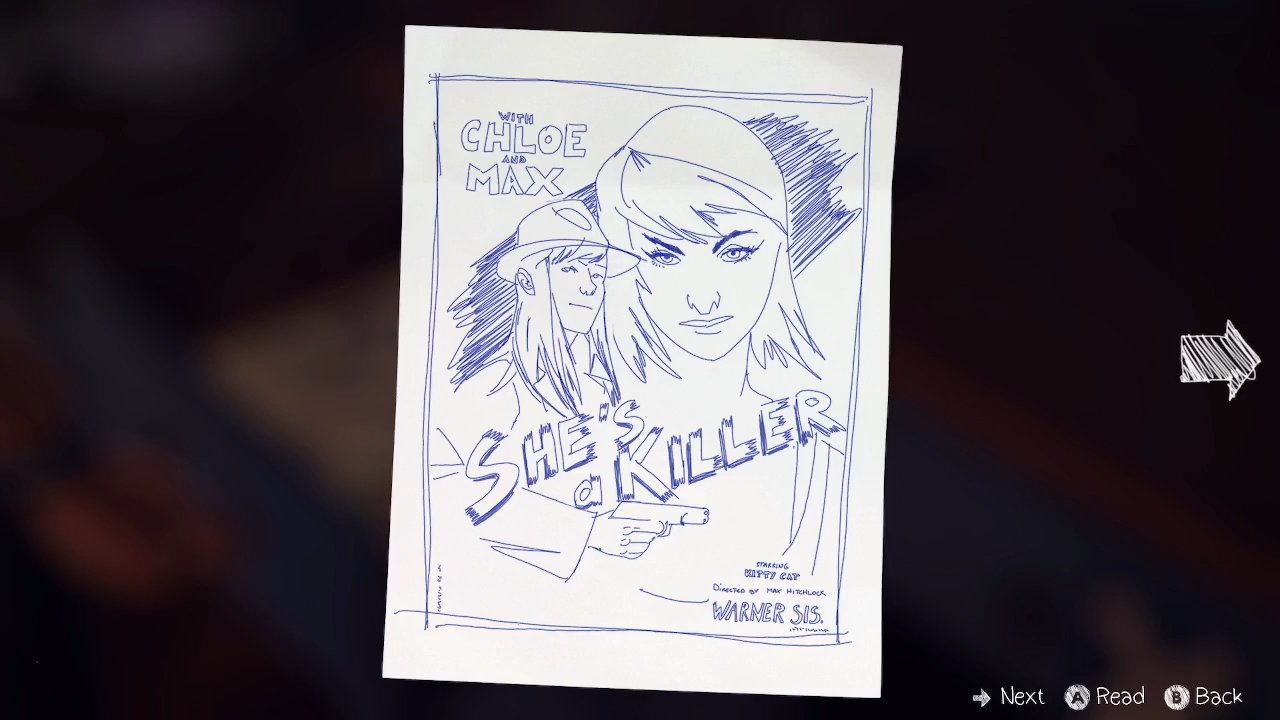 WITH
CHLOE
AND
MAX
SHE'S
a KILLER
STARRING
KITTY CAT
DIRECTED BY MAX HITCHLOCK
WARNER SIS.
Next
A Read
B Back